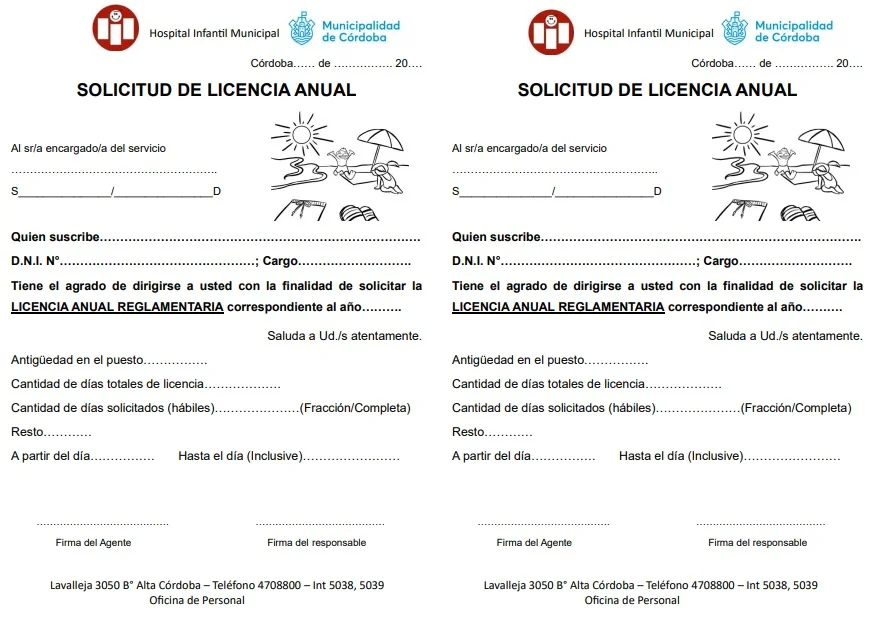 Hospital Infantil Municipal
Municipalidad
de Córdoba
Córdoba…… de ……………. 20….
SOLICITUD DE LICENCIA ANUAL
Al sr/a encargado/a del servicio
…………………………………………….
S______________/_______________D
Quien suscribe…………………………………………………………………….
D.N.I. N°…………………………………………; Cargo……………………….
Tiene el agrado de dirigirse a usted con la finalidad de solicitar la
LICENCIA ANUAL REGLAMENTARIA correspondiente al año……….
Saluda a Ud./s atentamente.
Antigüedad en el puesto…………….
Cantidad de días totales de licencia……………….
Cantidad de días solicitados (hábiles)…………………(Fracción/Completa)
Resto…………
A partir del día……………. Hasta el día (Inclusive)……………………
………………………………… …………………………………
Firma del Agente Firma del responsable
Lavalleja 3050 B° Alta Córdoba – Teléfono 4708800 – Int 5038, 5039
Oficina de Personal
Hospital Infantil Municipal
Municipalidad
de Córdoba
Córdoba…… de ……………. 20….
SOLICITUD DE LICENCIA ANUAL
Al sr/a encargado/a del servicio
…………………………………………….
S______________/_______________D
Quien suscribe…………………………………………………………………….
D.N.I. N°…………………………………………; Cargo……………………….
Tiene el agrado de dirigirse a usted con la finalidad de solicitar la
LICENCIA ANUAL REGLAMENTARIA correspondiente al año……….
Saluda a Ud./s atentamente.
Antigüedad en el puesto…………….
Cantidad de días totales de licencia……………….
Cantidad de días solicitados (hábiles)…………………(Fracción/Completa)
Resto…………
A partir del día……………. Hasta el día (Inclusive)……………………
………………………………… …………………………………
Firma del Agente Firma del responsable
Lavalleja 3050 B° Alta Córdoba – Teléfono 4708800 – Int 5038, 5039
Oficina de Personal